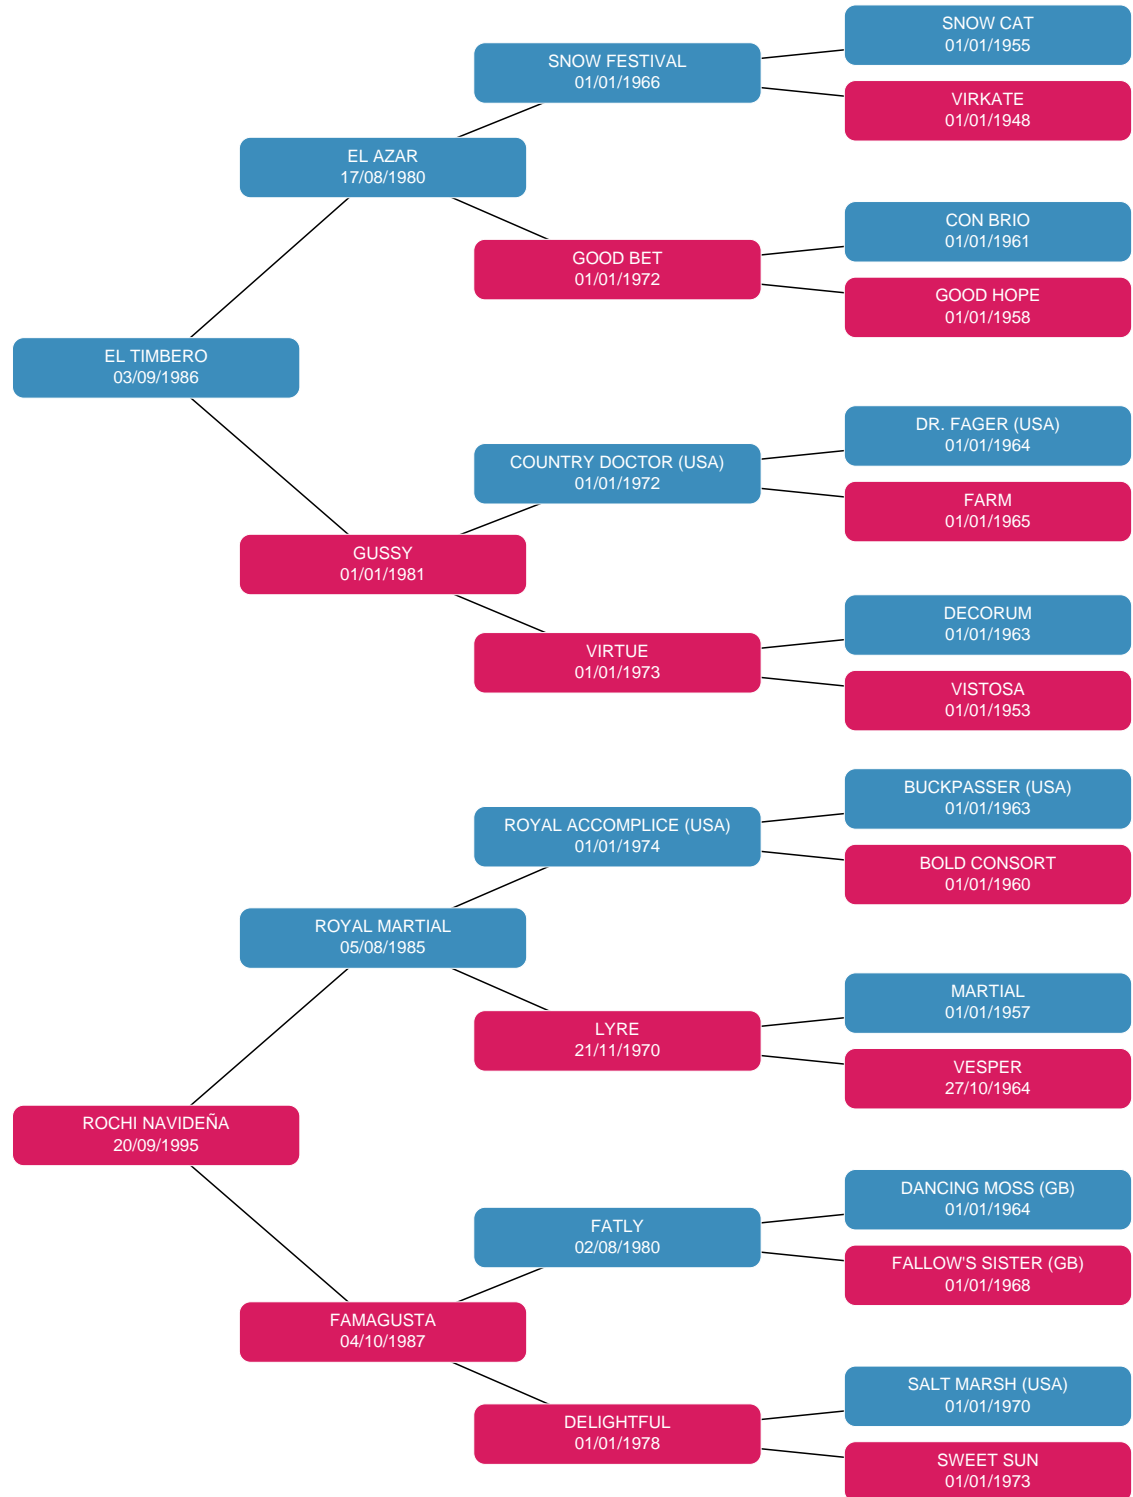 SNOW CAT
01/01/1955
SNOW FESTIVAL
01/01/1966
VIRKATE
01/01/1948
EL AZAR
17/08/1980
CON BRIO
01/01/1961
GOOD BET
01/01/1972
GOOD HOPE
01/01/1958
EL TIMBERO
03/09/1986
DR. FAGER (USA)
01/01/1964
COUNTRY DOCTOR (USA)
01/01/1972
FARM
01/01/1965
GUSSY
01/01/1981
DECORUM
01/01/1963
VIRTUE
01/01/1973
VISTOSA
01/01/1953
BUCKPASSER (USA)
01/01/1963
ROYAL ACCOMPLICE (USA)
01/01/1974
BOLD CONSORT
01/01/1960
ROYAL MARTIAL
05/08/1985
MARTIAL
01/01/1957
LYRE
21/11/1970
VESPER
27/10/1964
ROCHI NAVIDEÑA
20/09/1995
DANCING MOSS (GB)
01/01/1964
FATLY
02/08/1980
FALLOW'S SISTER (GB)
01/01/1968
FAMAGUSTA
04/10/1987
SALT MARSH (USA)
01/01/1970
DELIGHTFUL
01/01/1978
SWEET SUN
01/01/1973